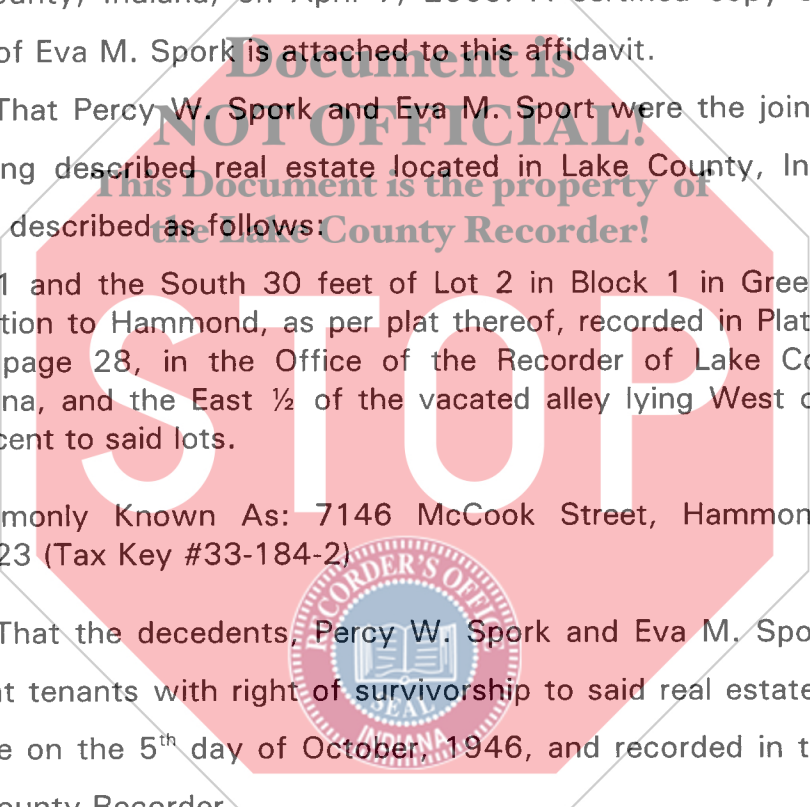 ounty, Indiana, on April 7,
of Eva M. Spork is attached to this affidavit.
Document is
That Percy W. Spork and Eva M. Sport were the join
NOT OFFICIAL!
ng described real estate located in Lake County, In
This Document is the property of
described as follows:
the Lake County Recorder!
1 and the South 30 feet of Lot 2 in Block 1 in Gree
tion to Hammond, as per plat thereof, recorded in Plat
page 28, in the Office of the Recorder of Lake Co
na, and the East ½ of the vacated alley lying West o
cent to said lots.
STOP
monly Known As: 7146 McCook Street, Hammon
23 (Tax Key #33-184-2)
RECORDER'S OFFICE
That the decedents, Percy W. Spork and Eva M. Spo
t tenants with right of survivorship to said real estate
SEAL
e on the 5th day of October, 1946, and recorded in t
INDIANA
ounty Recorder